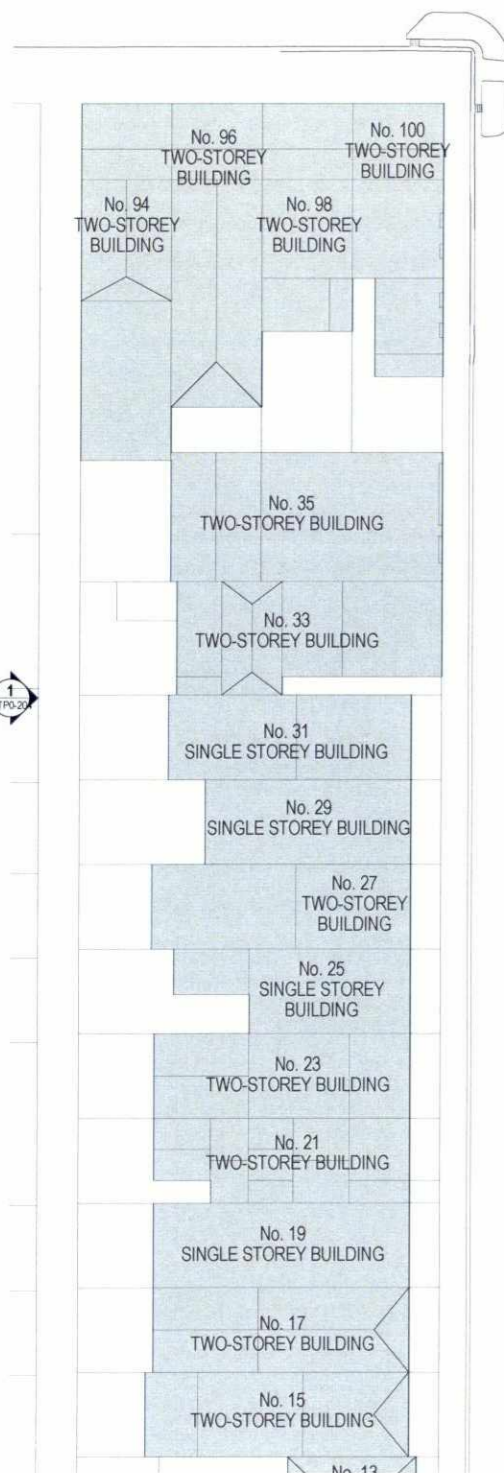 No. 96
TWO-STOREY
BUILDING
No. 100
TWO-STOREY
BUILDING
No. 94
TWO-STOREY
BUILDING
No. 98
TWO-STOREY
BUILDING
No. 35
TWO-STOREY BUILDING
No. 33
TWO-STOREY BUILDING
1
No. 31
SINGLE STOREY BUILDING
No. 29
SINGLE STOREY BUILDING
No. 27
TWO-STOREY
BUILDING
No. 25
SINGLE STOREY
BUILDING
No. 23
TWO-STOREY BUILDING
No. 21
TWO-STOREY BUILDING
No. 19
SINGLE STOREY BUILDING
No. 17
TWO-STOREY BUILDING
No. 15
TWO-STOREY BUILDING
No. 13